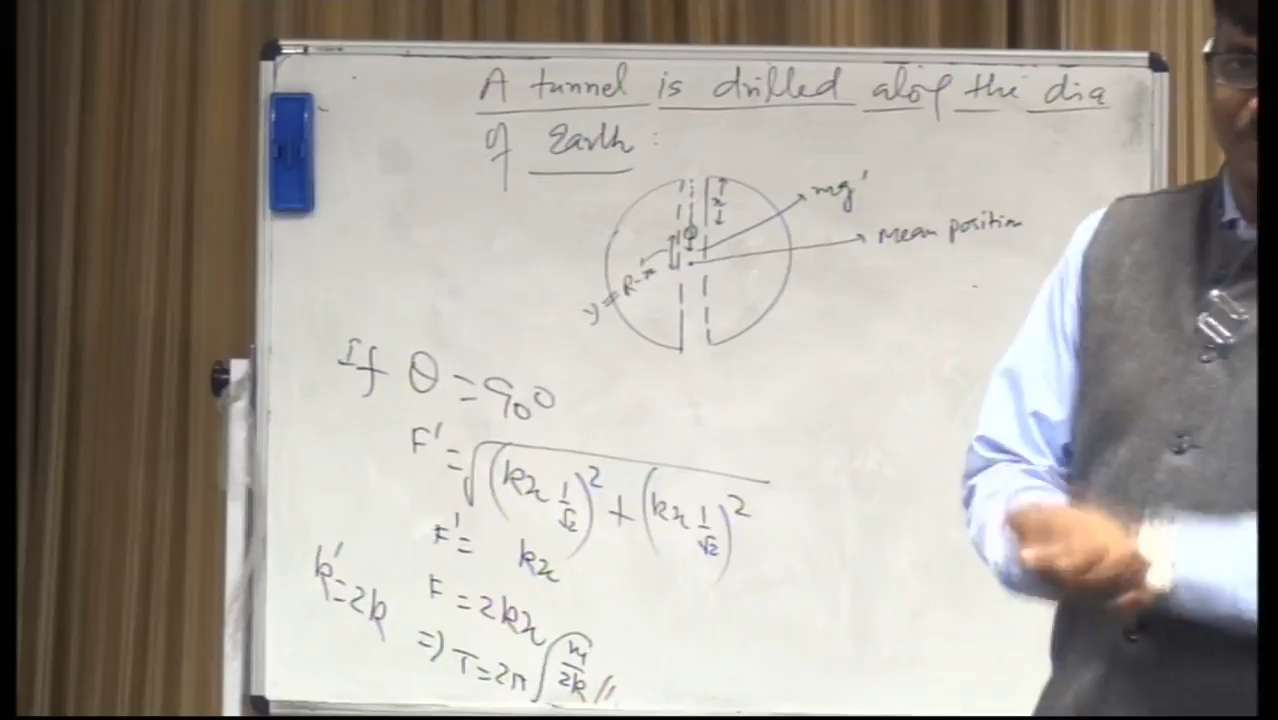 A tunnel is drilled along the dia
of Earth :
x
mg'
mean position
y = R-x
If θ = 90°
F' = √((kx 1/√2)² + (kx 1/√2)²)
F' = kx
k' = 2k
F = 2kx
⇒ T = 2π √(m/2k) //